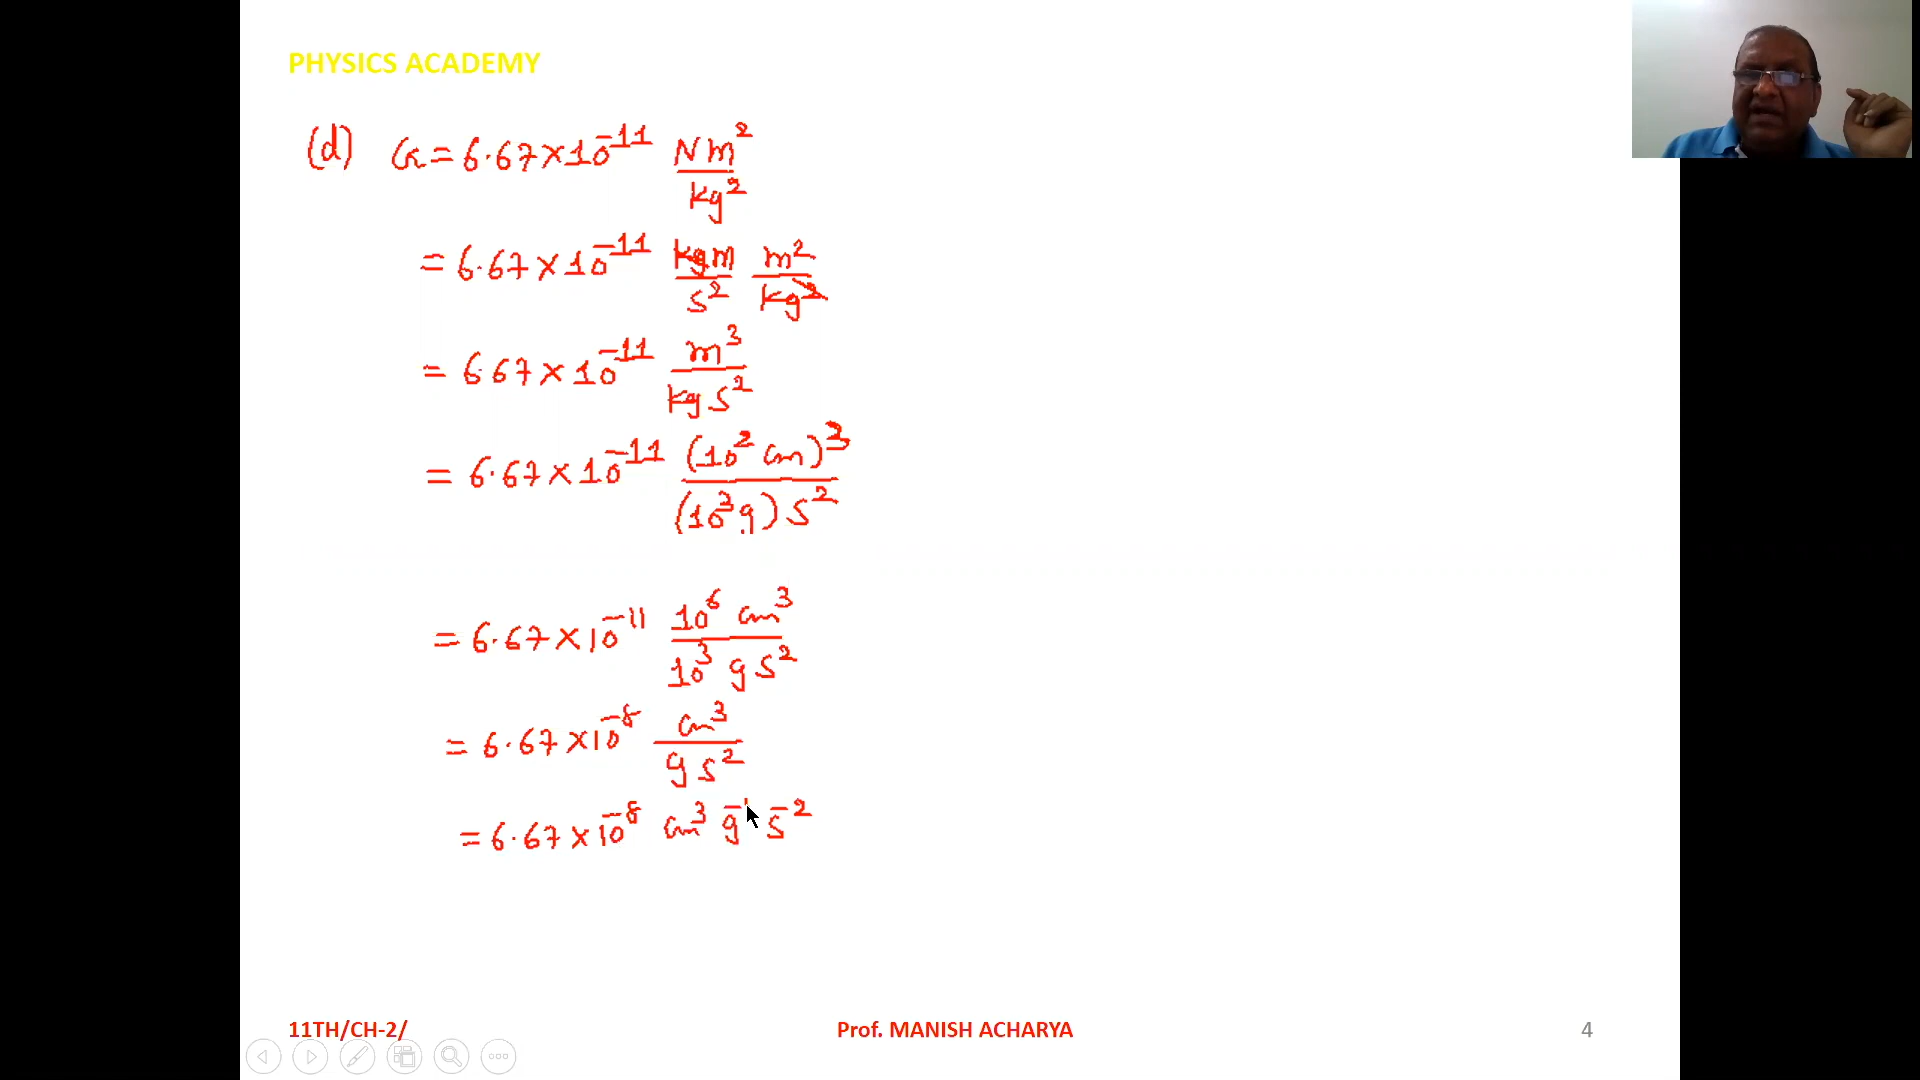 PHYSICS ACADEMY
(d) G = 6.67 × 10⁻¹¹ Nm² / kg²
= 6.67 × 10⁻¹¹ kgm / s² m² / kg²
= 6.67 × 10⁻¹¹ m³ / kg s²
= 6.67 × 10⁻¹¹ (10² cm)³ / (10³ g) s²
= 6.67 × 10⁻¹¹ 10⁶ cm³ / 10³ g s²
= 6.67 × 10⁻⁸ cm³ / g s²
= 6.67 × 10⁻⁸ cm³ g⁻¹ s⁻²
11TH/CH-2/ Prof. MANISH ACHARYA 4